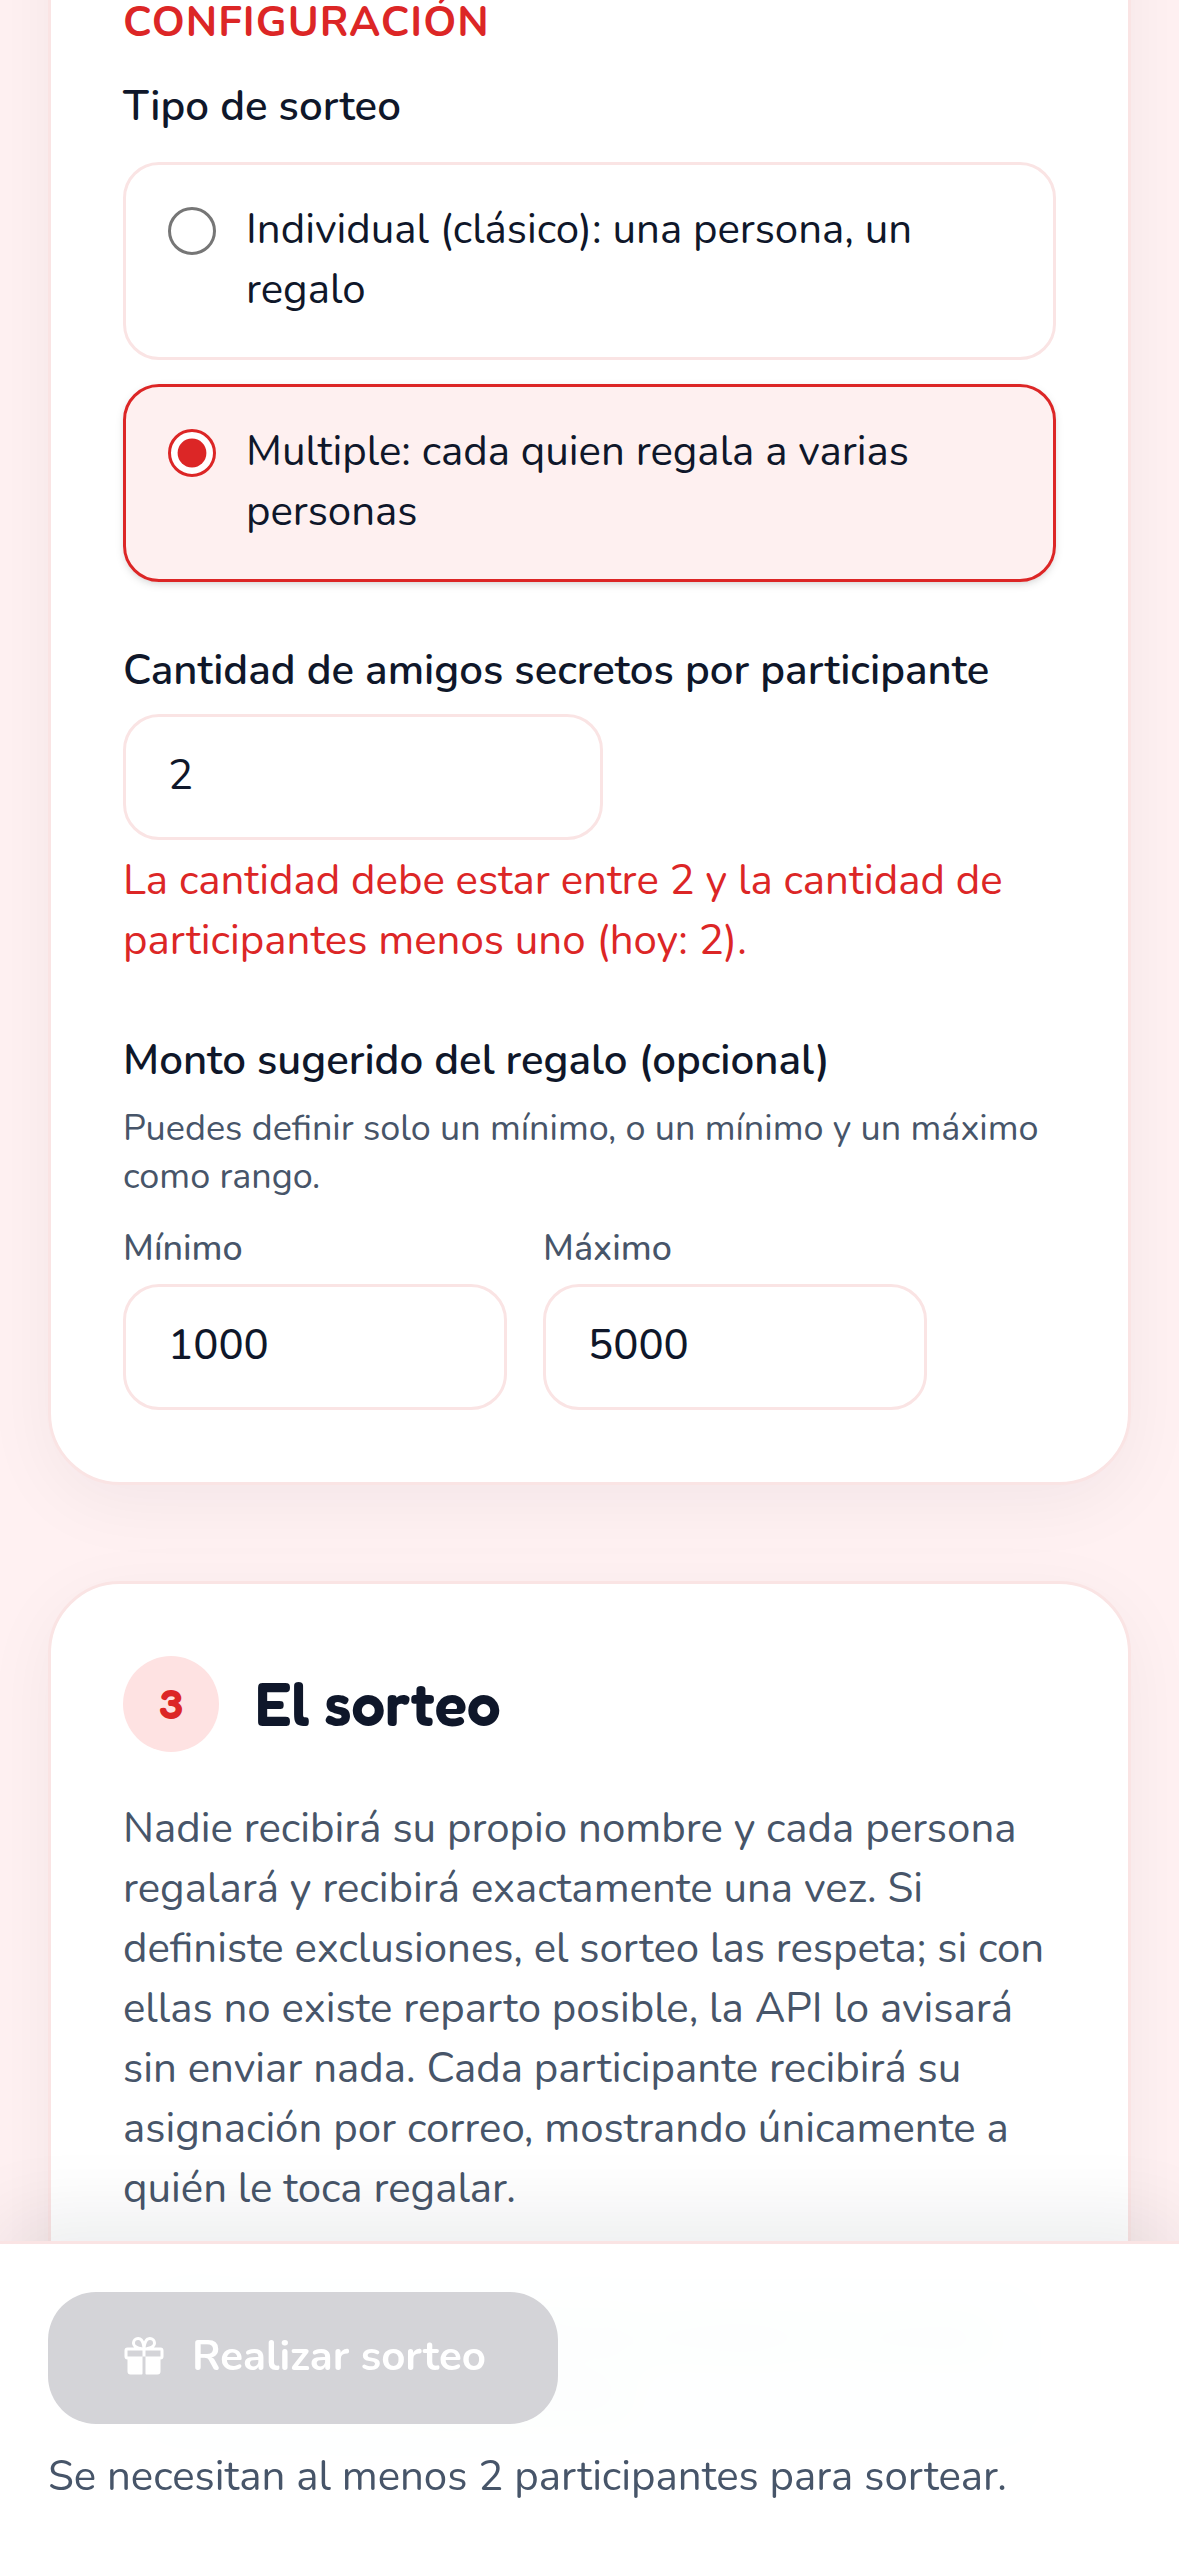 CONFIGURACIÓN
Tipo de sorteo
Individual (clásico): una persona, un
regalo
Multiple: cada quien regala a varias
personas
Cantidad de amigos secretos por participante
2
La cantidad debe estar entre 2 y la cantidad de
participantes menos uno (hoy: 2).
Monto sugerido del regalo (opcional)
Puedes definir solo un mínimo, o un mínimo y un máximo
como rango.
Mínimo
Máximo
1000
5000
3
El sorteo
Nadie recibirá su propio nombre y cada persona
regalará y recibirá exactamente una vez. Si
definiste exclusiones, el sorteo las respeta; si con
ellas no existe reparto posible, la API lo avisará
sin enviar nada. Cada participante recibirá su
asignación por correo, mostrando únicamente a
quién le toca regalar.
Realizar sorteo
Se necesitan al menos 2 participantes para sortear.